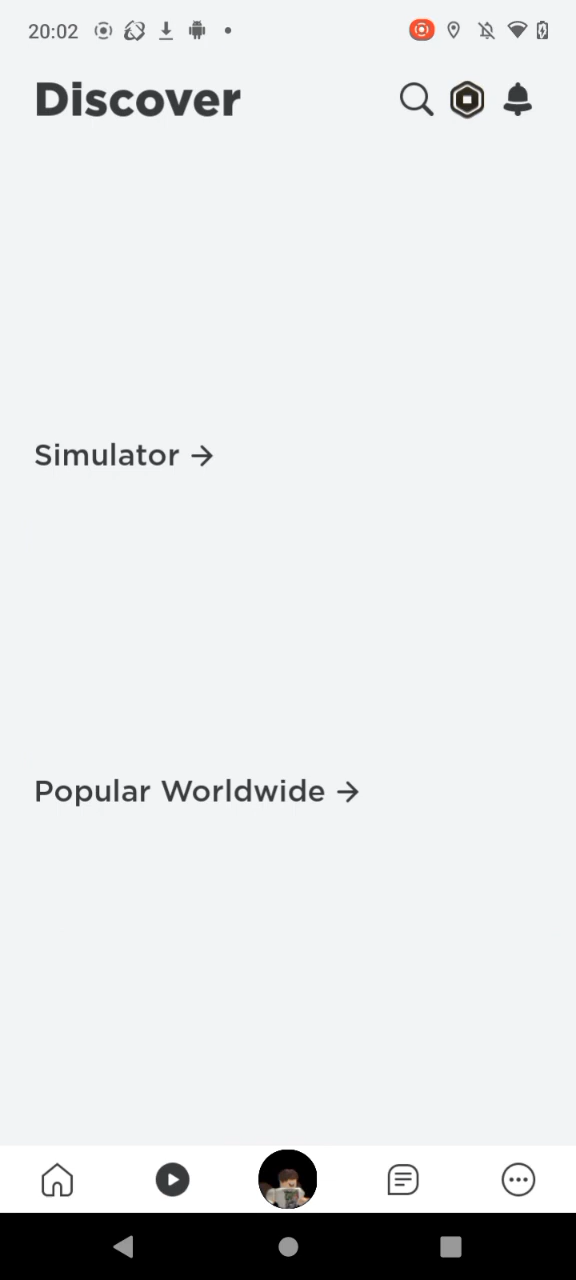 20:02
Discover
Simulator →
Popular Worldwide →